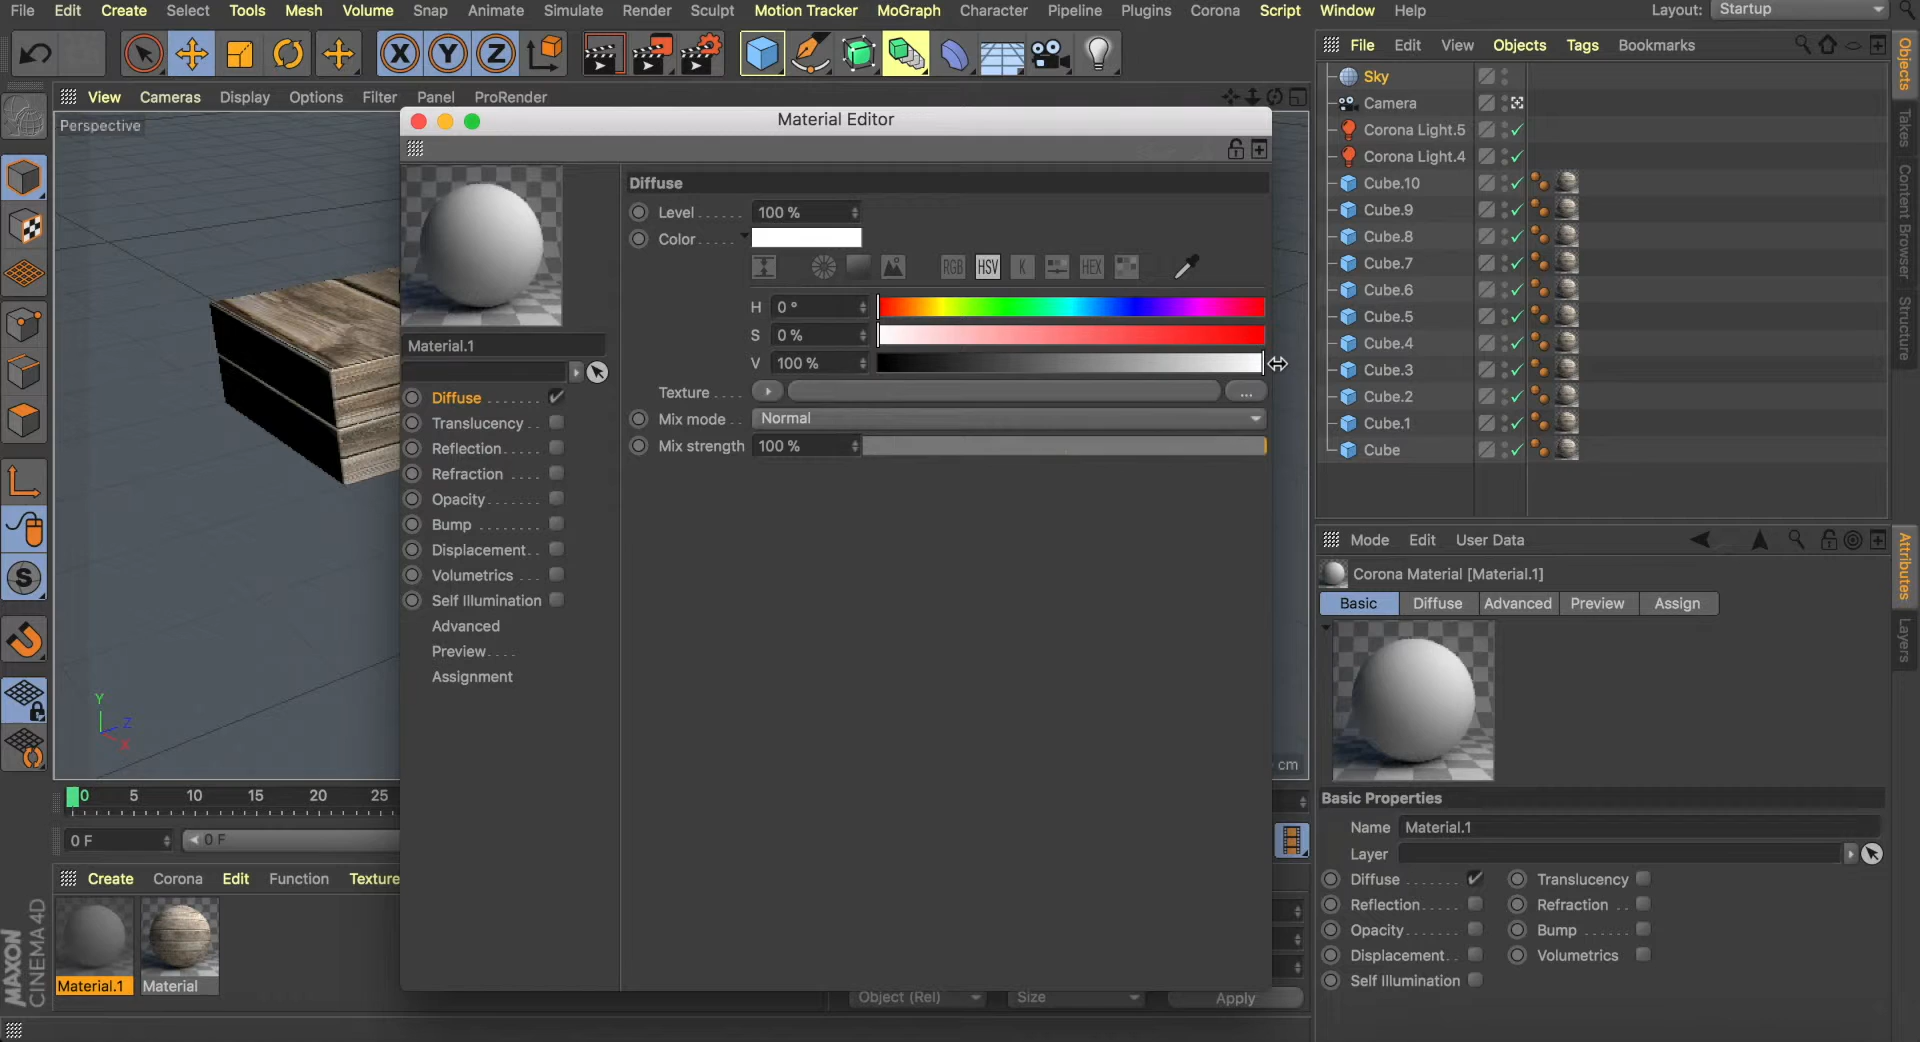 File Edit Create Select Tools Mesh Volume Snap Animate Simulate Render Sculpt Motion Tracker MoGraph Character Pipeline Plugins Corona Script Window Help Layout: Startup
X Y Z
File Edit View Objects Tags Bookmarks
View Cameras Display Options Filter Panel ProRender
Perspective
Material Editor
Diffuse
Level 100 %
Color
RGB HSV K HEX
H 0 °
S 0 %
V 100 %
Texture ...
Mix mode Normal
Mix strength 100 %
Material.1
Diffuse
Translucency
Reflection
Refraction
Opacity
Bump
Displacement
Volumetrics
Self Illumination
Advanced
Preview
Assignment
Y
Z
X
cm
0 5 10 15 20 25
0 F 0 F
Create Corona Edit Function Texture
Material.1 Material
MAXON
CINEMA 4D
Object (Rel) Size Apply
Sky
Camera
Corona Light.5
Corona Light.4
Cube.10
Cube.9
Cube.8
Cube.7
Cube.6
Cube.5
Cube.4
Cube.3
Cube.2
Cube.1
Cube
Objects
Takes
Content Browser
Structure
Mode Edit User Data
Corona Material [Material.1]
Basic Diffuse Advanced Preview Assign
Basic Properties
Name Material.1
Layer
Diffuse Translucency
Reflection Refraction
Opacity Bump
Displacement Volumetrics
Self Illumination
Attributes
Layers